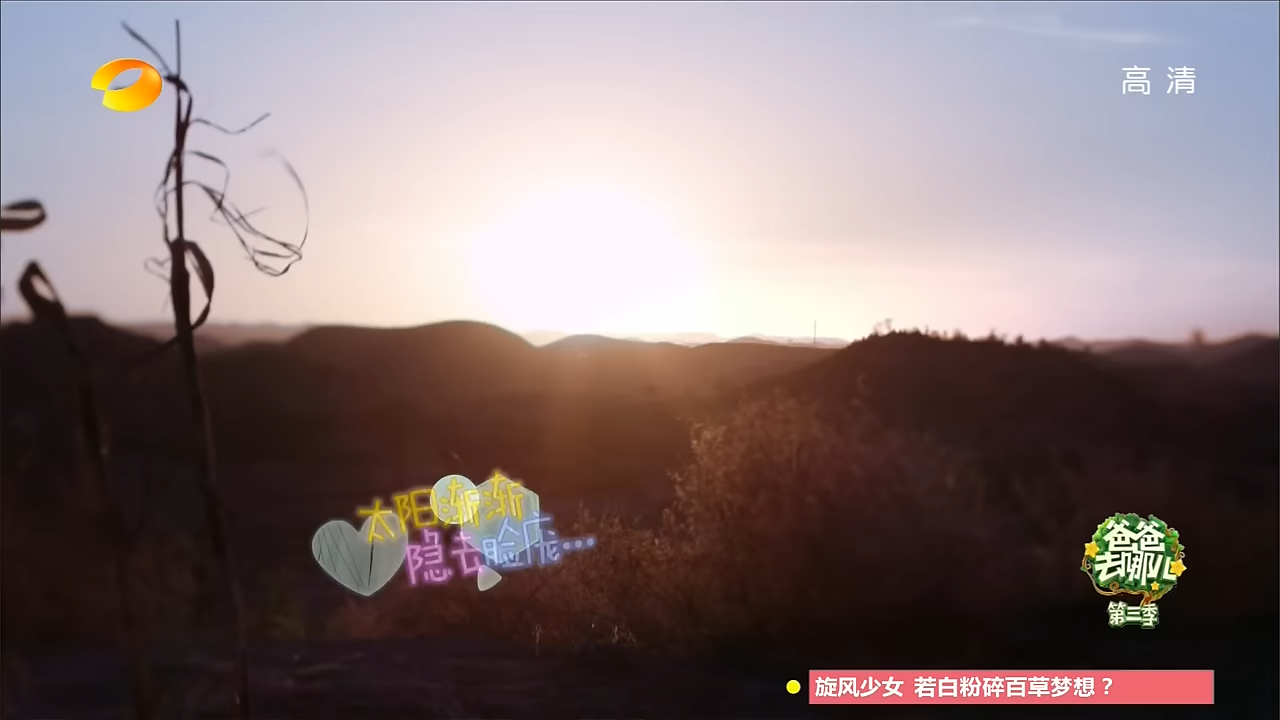 高清
太阳渐渐
隐去脸庞…
爸爸
去哪儿
第三季
旋风少女 若白粉碎百草梦想？